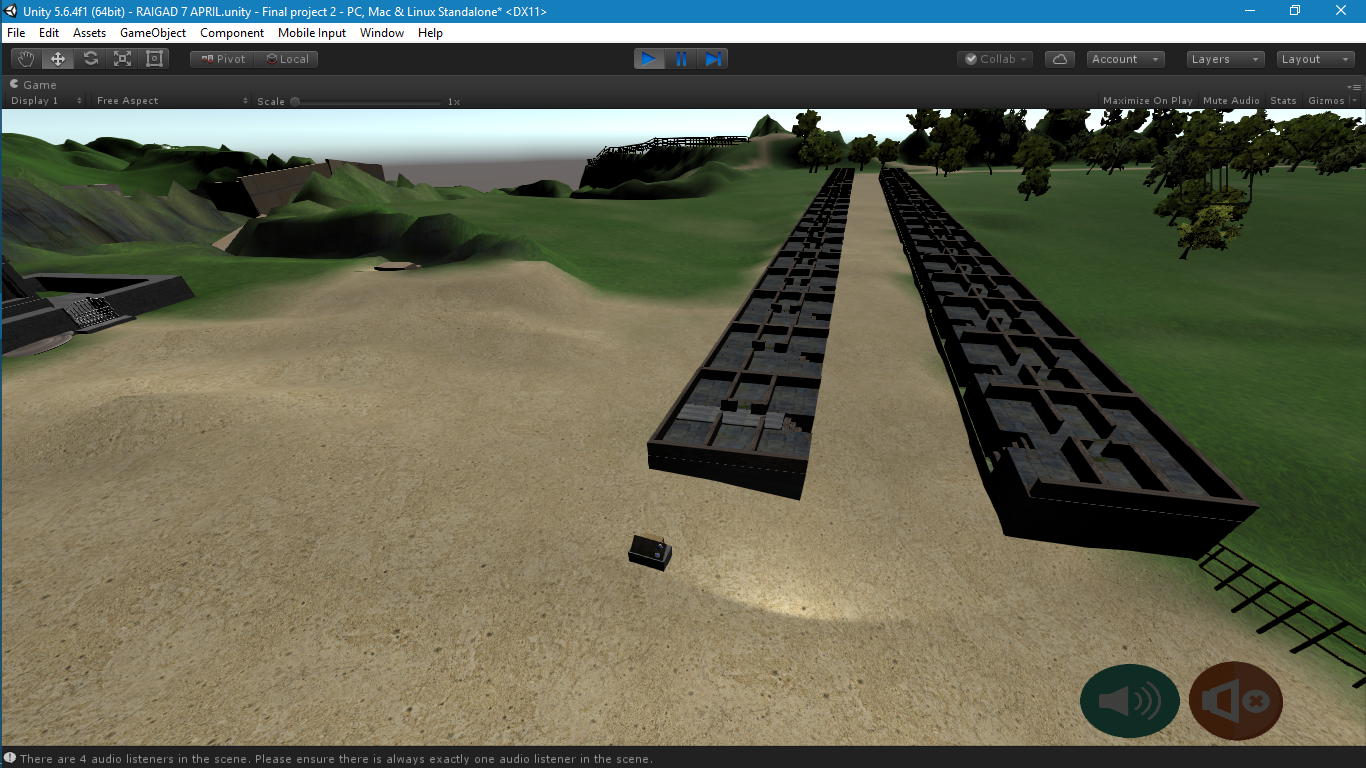 Unity 5.6.4f1 (64bit) - RAIGAD 7 APRIL.unity - Final project 2 - PC, Mac & Linux Standalone* <DX11>
File Edit Assets GameObject Component Mobile Input Window Help
Pivot Local Collab Account Layers Layout
Game
Display 1 Free Aspect Scale 1x Maximize On Play Mute Audio Stats Gizmos
There are 4 audio listeners in the scene. Please ensure there is always exactly one audio listener in the scene.